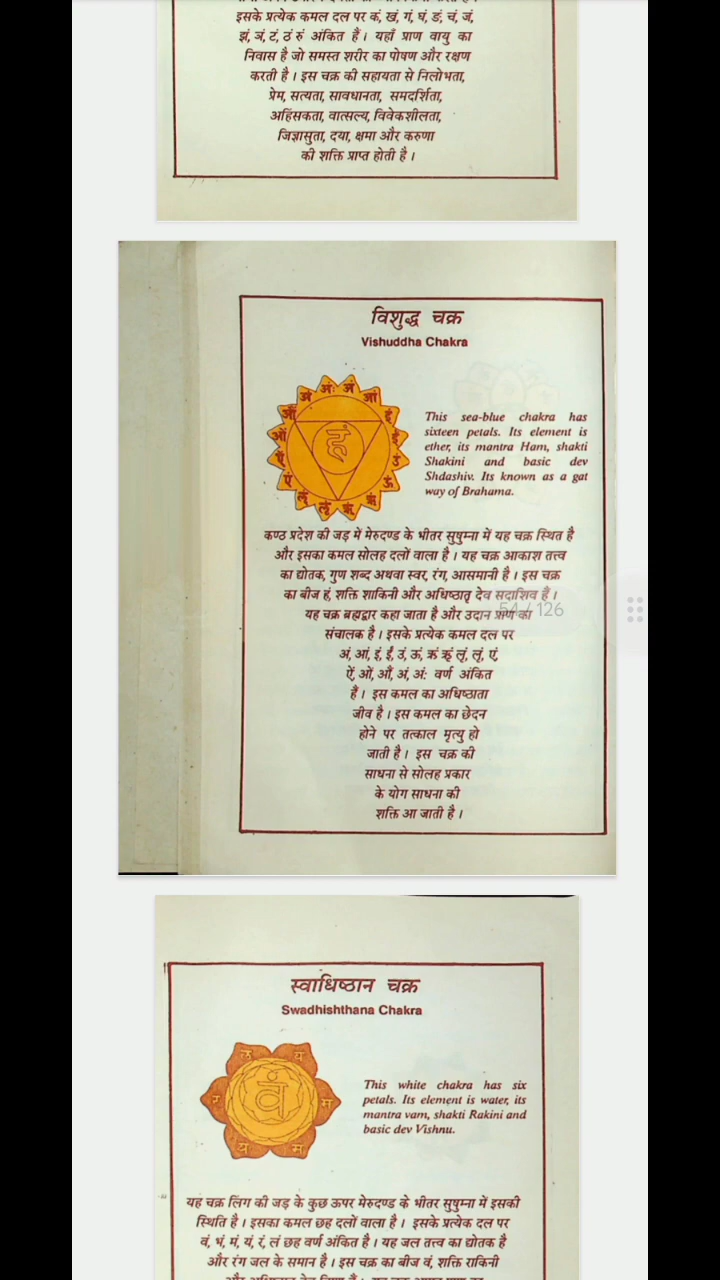 इसके प्रत्येक कमल दल पर कं, खं, गं, घं, ङं, चं, जं,
झं, ञं, टं, ठं रुं अंकित हैं। यहाँ प्राण वायु का
निवास है जो समस्त शरीर का पोषण और रक्षण
करती है। इस चक्र की सहायता से निलोभता,
प्रेम, सत्यता, सावधानता, समदर्शिता,
अहिंसकता, वात्सल्य, विवेकशीलता,
जिज्ञासुता, दया, क्षमा और करुणा
की शक्ति प्राप्त होती है।
विशुद्ध चक्र
Vishuddha Chakra
हं
This sea-blue chakra has
sixteen petals. Its element is
ether, its mantra Ham, shakti
Shakini and basic dev
Shdashiv. Its known as a gat
way of Brahama.
कण्ठ प्रदेश की जड़ में मेरुदण्ड के भीतर सुषुम्ना में यह चक्र स्थित है
और इसका कमल सोलह दलों वाला है। यह चक्र आकाश तत्त्व
का द्योतक, गुण शब्द अथवा स्वर, रंग, आसमानी है। इस चक्र
का बीज हं, शक्ति शाकिनी और अधिष्ठातृ देव सदाशिव हैं।
यह चक्र ब्रह्मद्वार कहा जाता है और उदान प्राण का
54 / 126
संचालक है। इसके प्रत्येक कमल दल पर
अं, आं, इं, ईं, उं, ऊं, ऋं ॠं लृं, लॄं, एं,
ऐं, ओं, औं, अं, अंः वर्ण अंकित
हैं। इस कमल का अधिष्ठाता
जीव है। इस कमल का छेदन
होने पर तत्काल मृत्यु हो
जाती है। इस चक्र की
साधना से सोलह प्रकार
के योग साधना की
शक्ति आ जाती है।
स्वाधिष्ठान चक्र
Swadhishthana Chakra
वं
This white chakra has six
petals. Its element is water, its
mantra vam, shakti Rakini and
basic dev Vishnu.
यह चक्र लिंग की जड़ के कुछ ऊपर मेरुदण्ड के भीतर सुषुम्ना में इसकी
स्थिति है। इसका कमल छह दलों वाला है। इसके प्रत्येक दल पर
वं, भं, मं, यं, रं, लं छह वर्ण अंकित है। यह जल तत्त्व का द्योतक है
और रंग जल के समान है। इस चक्र का बीज वं, शक्ति राकिनी